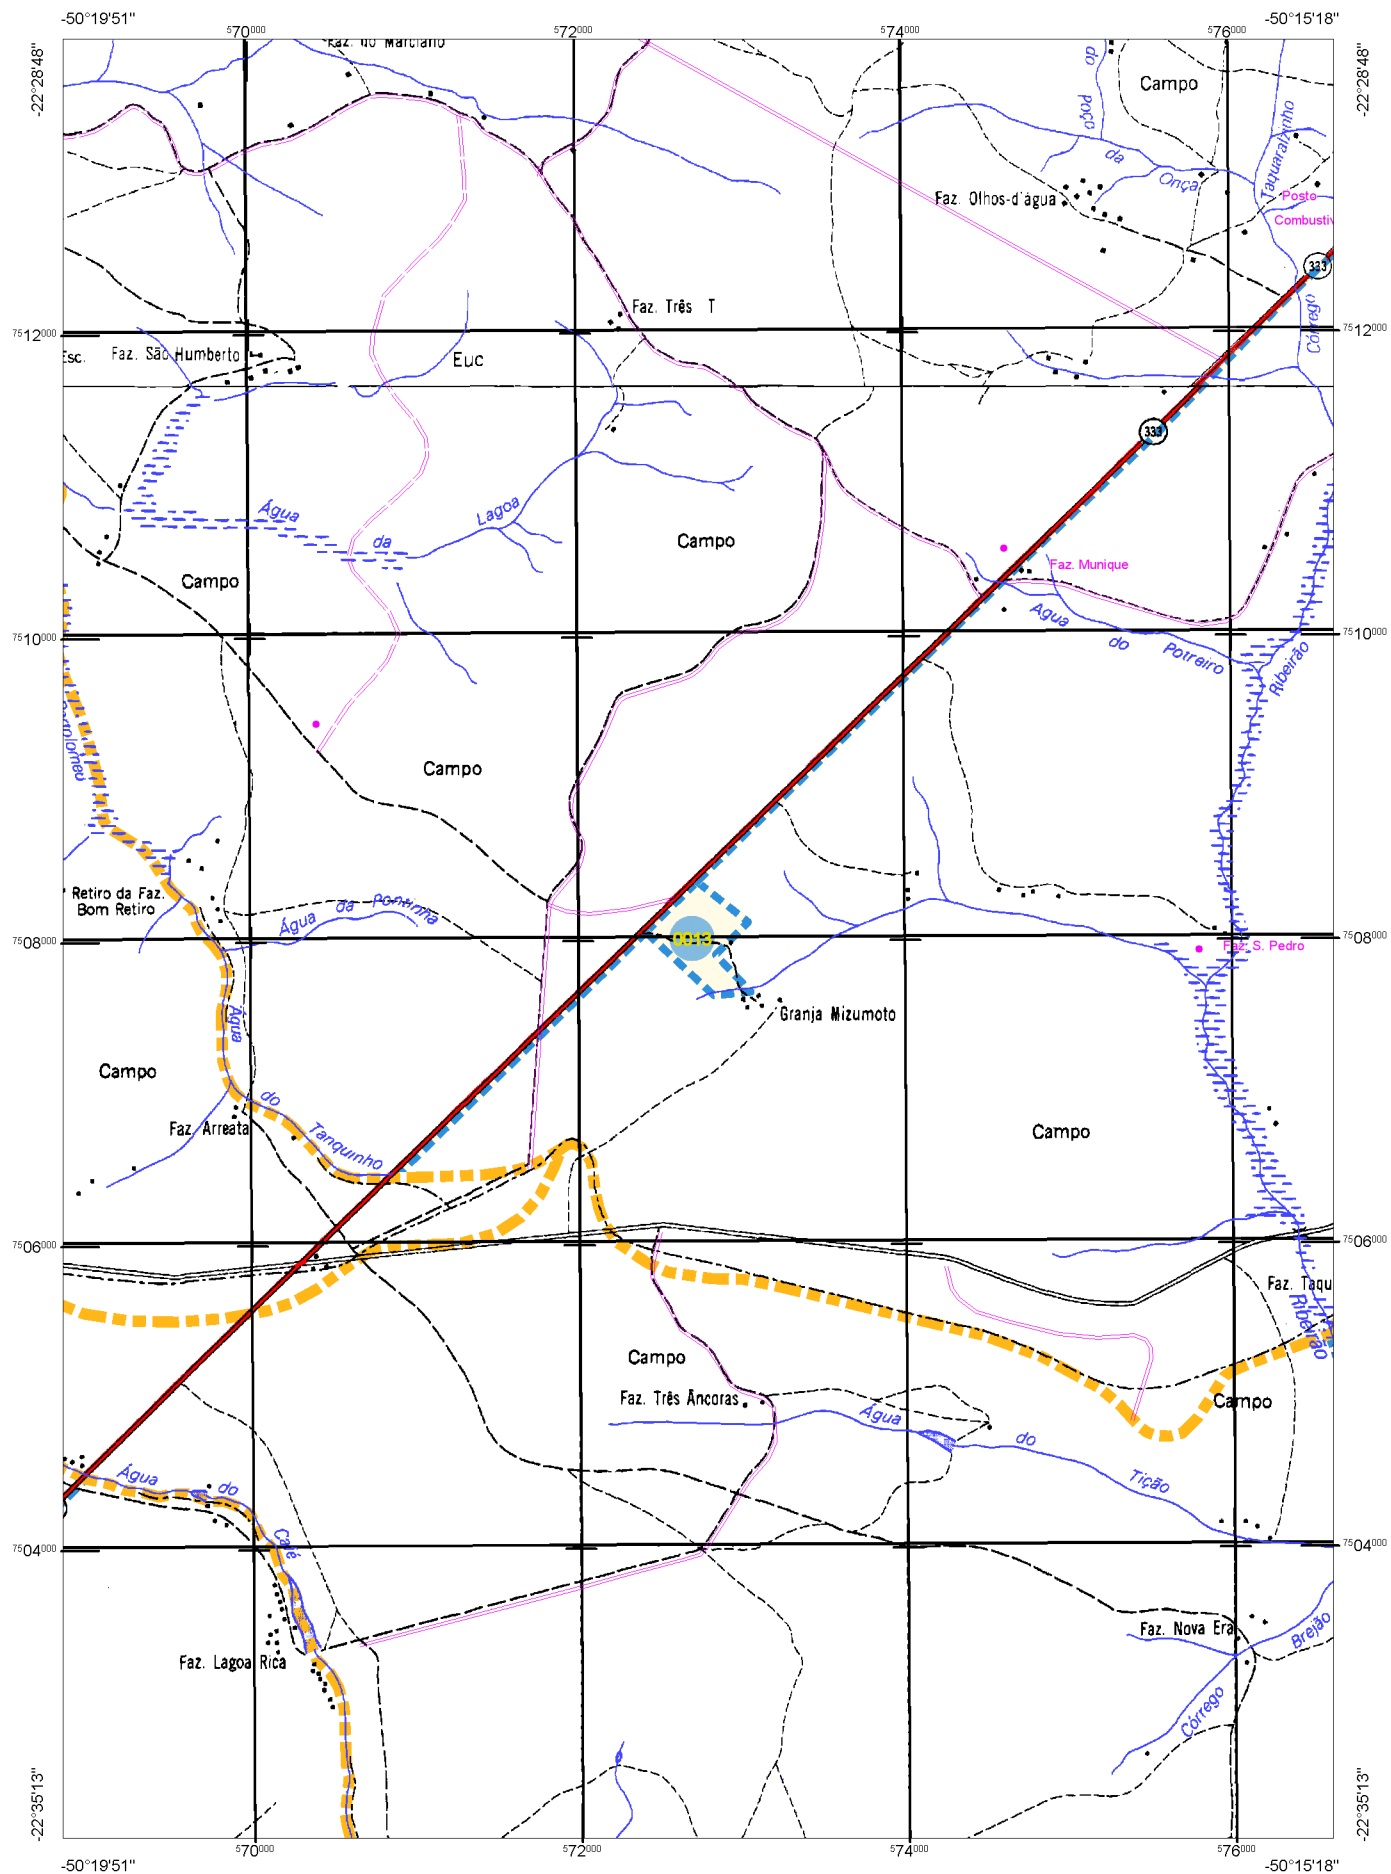 -50°19'51"
570000
572000
574000
576000
-50°15'18"
-22°28'48"
-22°28'48"
Faz. do Marciano
Campo
do
Poço
da
Onça
Taquaralzinho
Faz. Olhos-d'água
Posto
Combustiv
333
Faz. Três T
7512000
7512000
Córrego
Esc.
Faz. São Humberto
Euc
333
Água
da
Lagoa
Campo
Campo
Faz. Munique
Água
do
Potreiro
Ribeirão
7510000
7510000
Campo
Retiro da Faz.
Bom Retiro
Água
da
Pontinha
7508000
0013
7508000
Faz. S. Pedro
Granja Mizumoto
Água
do
Tanquinho
Campo
Faz. Arreata
Campo
7506000
7506000
Faz. Taqu
Ribeirão
Campo
Faz. Três Âncoras
Campo
Água
do
Tição
Água
do
Café
7504000
7504000
Faz. Nova Era
Brejão
Faz. Lagoa Rica
Córrego
-22°35'13"
-22°35'13"
570000
572000
574000
576000
-50°19'51"
-50°15'18"